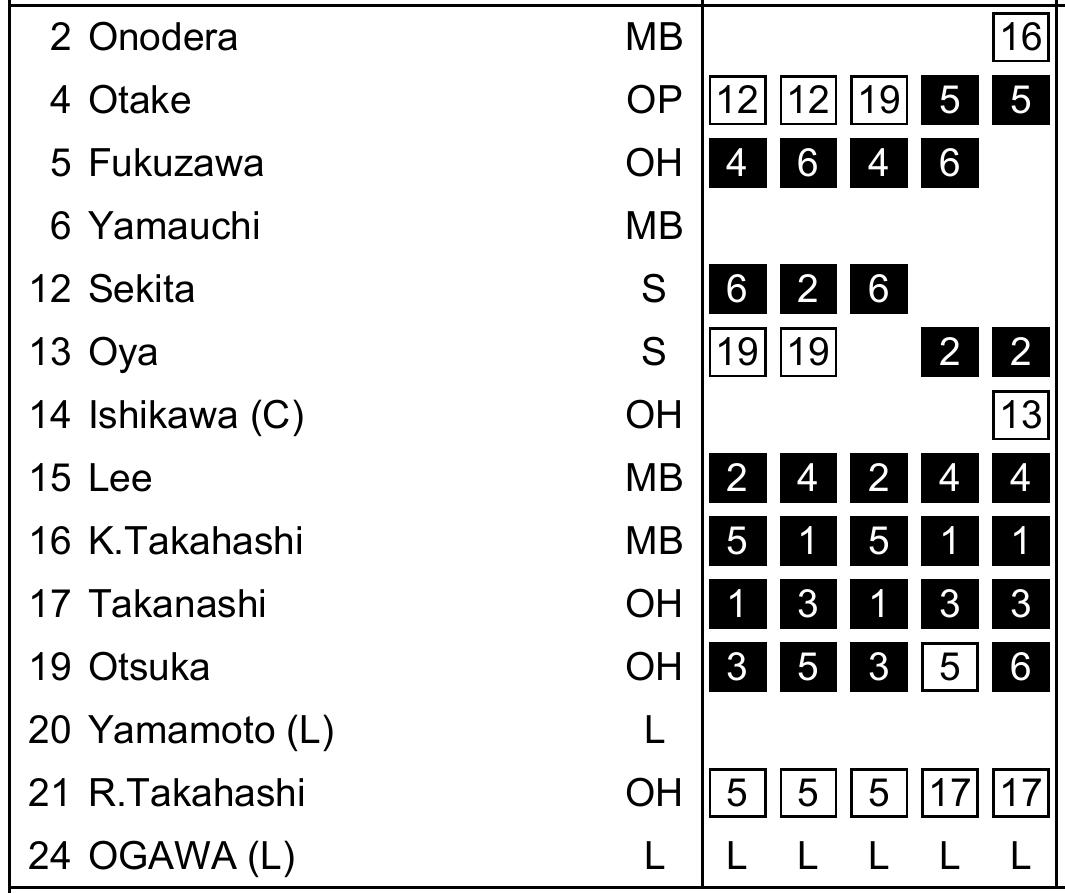 2 Onodera MB 16
4 Otake OP 12 12 19 5 5
5 Fukuzawa OH 4 6 4 6
6 Yamauchi MB
12 Sekita S 6 2 6
13 Oya S 19 19 2 2
14 Ishikawa (C) OH 13
15 Lee MB 2 4 2 4 4
16 K.Takahashi MB 5 1 5 1 1
17 Takanashi OH 1 3 1 3 3
19 Otsuka OH 3 5 3 5 6
20 Yamamoto (L) L
21 R.Takahashi OH 5 5 5 17 17
24 OGAWA (L) L L L L L L